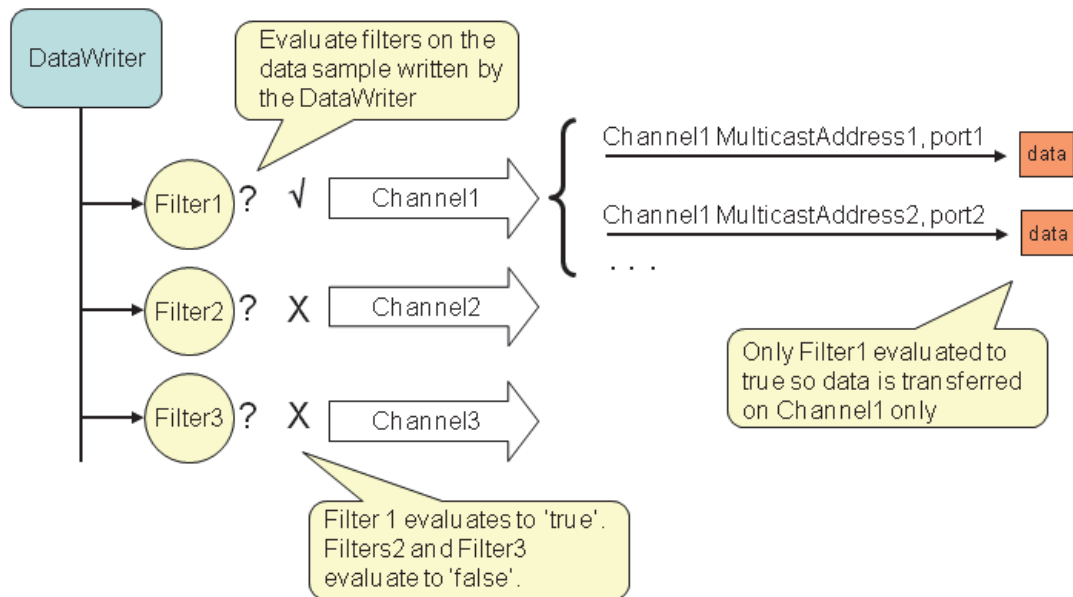 DataWriter
Evaluate filters on the
data sample written by
the DataWriter
Filter1 ? √ Channel1
Channel1 MulticastAddress1, port1
data
Channel1 MulticastAddress2, port2
data
. . .
Filter2 ? X Channel2
Only Filter1 evaluated to
true so data is transferred
on Channel1 only
Filter3 ? X Channel3
Filter 1 evaluates to 'true'.
Filters2 and Filter3
evaluate to 'false'.